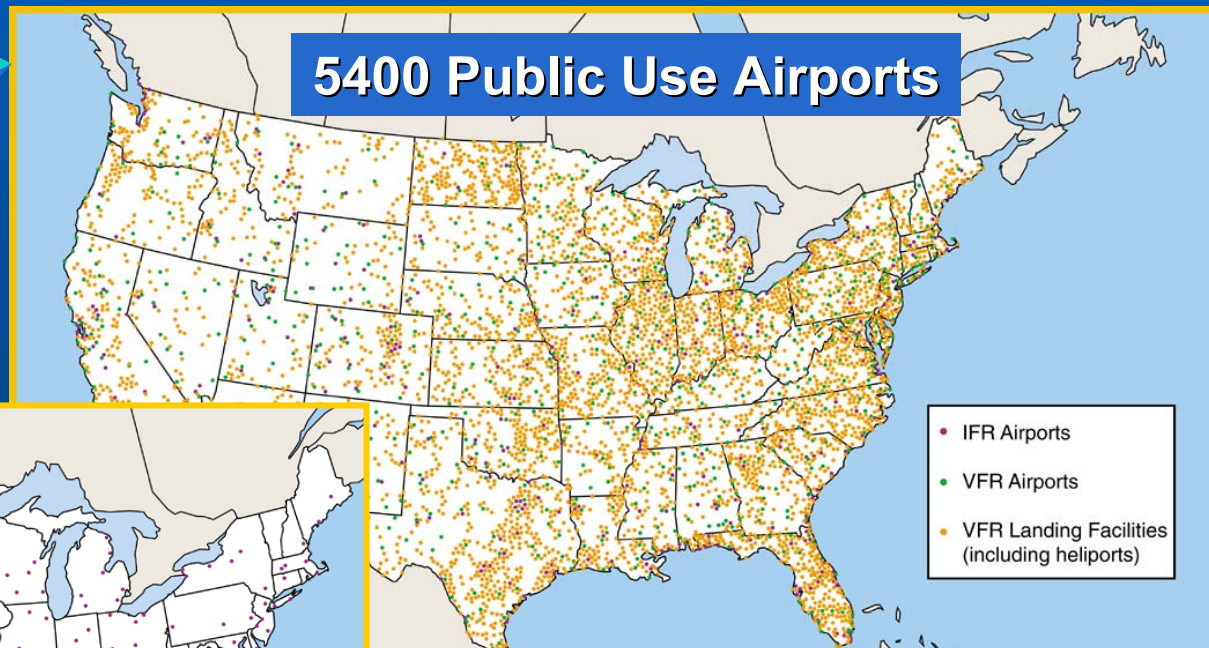 5400 Public Use Airports
IFR Airports
VFR Airports
VFR Landing Facilities
(including heliports)